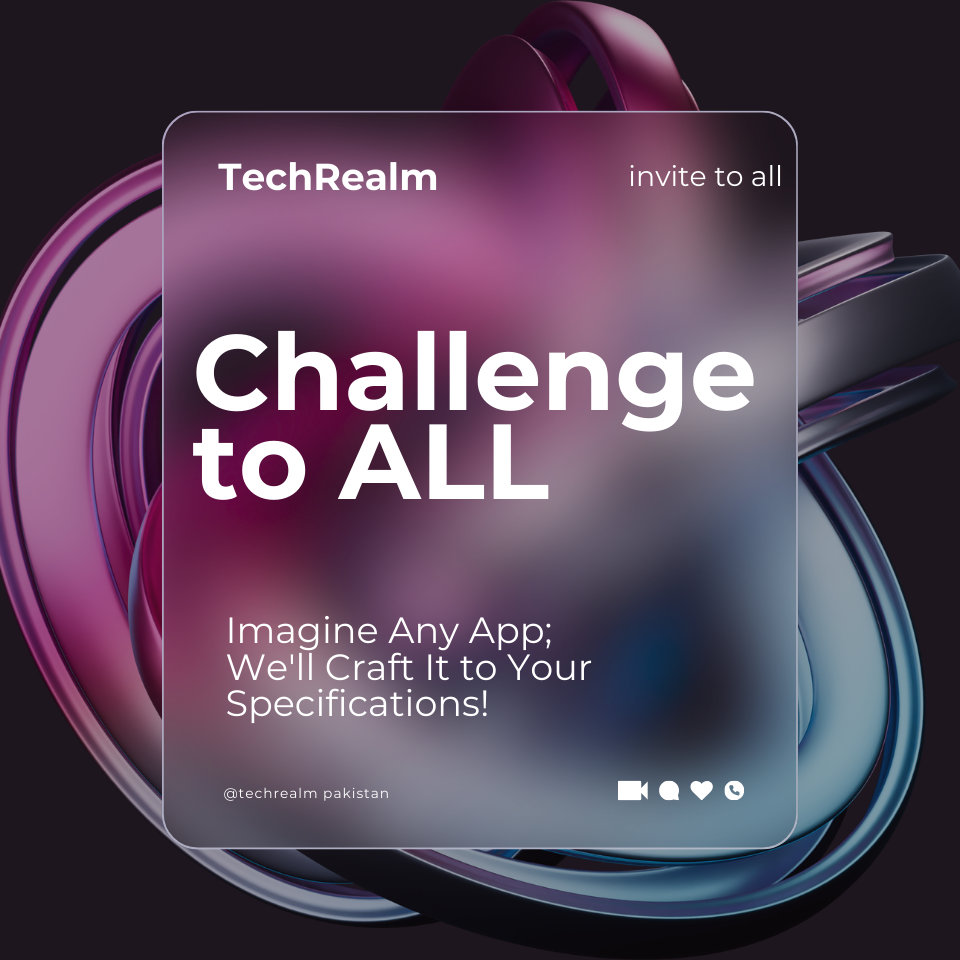 TechRealm
invite to all
Challenge
to ALL
Imagine Any App;
We'll Craft It to Your
Specifications!
@techrealm pakistan